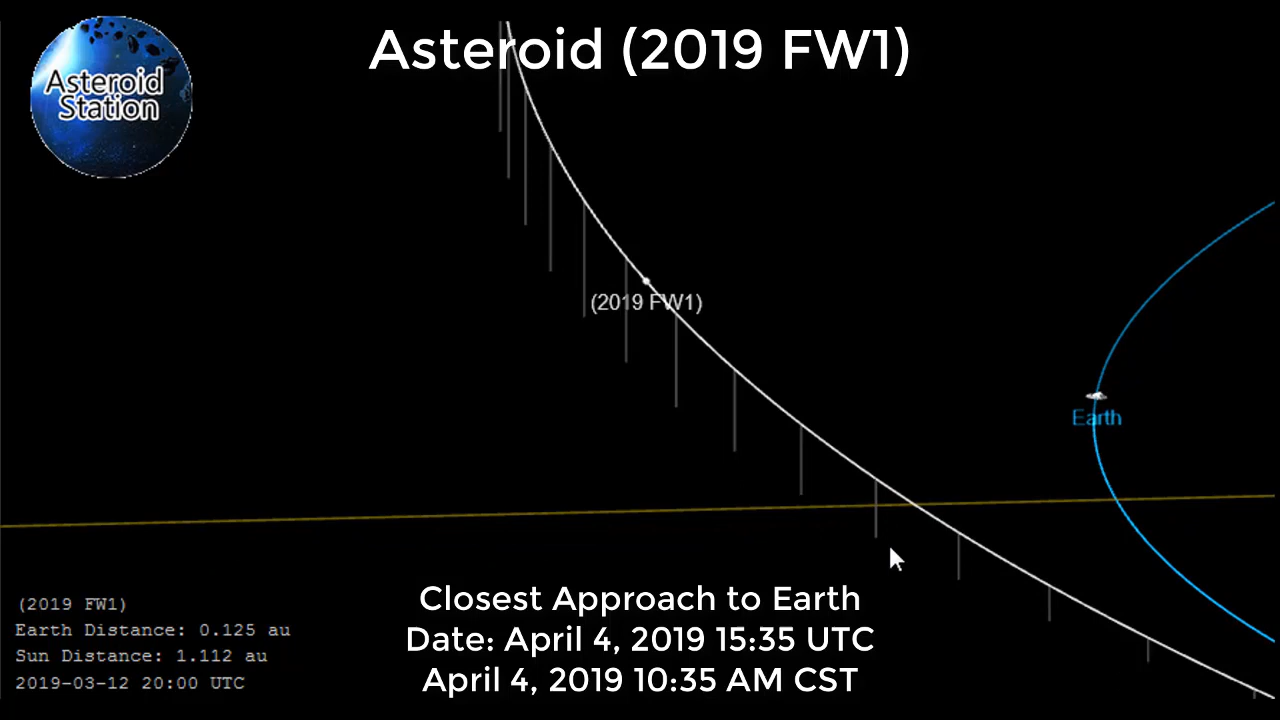 Asteroid (2019 FW1)
Asteroid
Station
(2019 FW1)
Earth
(2019 FW1)
Earth Distance: 0.125 au
Sun Distance: 1.112 au
2019-03-12 20:00 UTC
Closest Approach to Earth
Date: April 4, 2019 15:35 UTC
April 4, 2019 10:35 AM CST